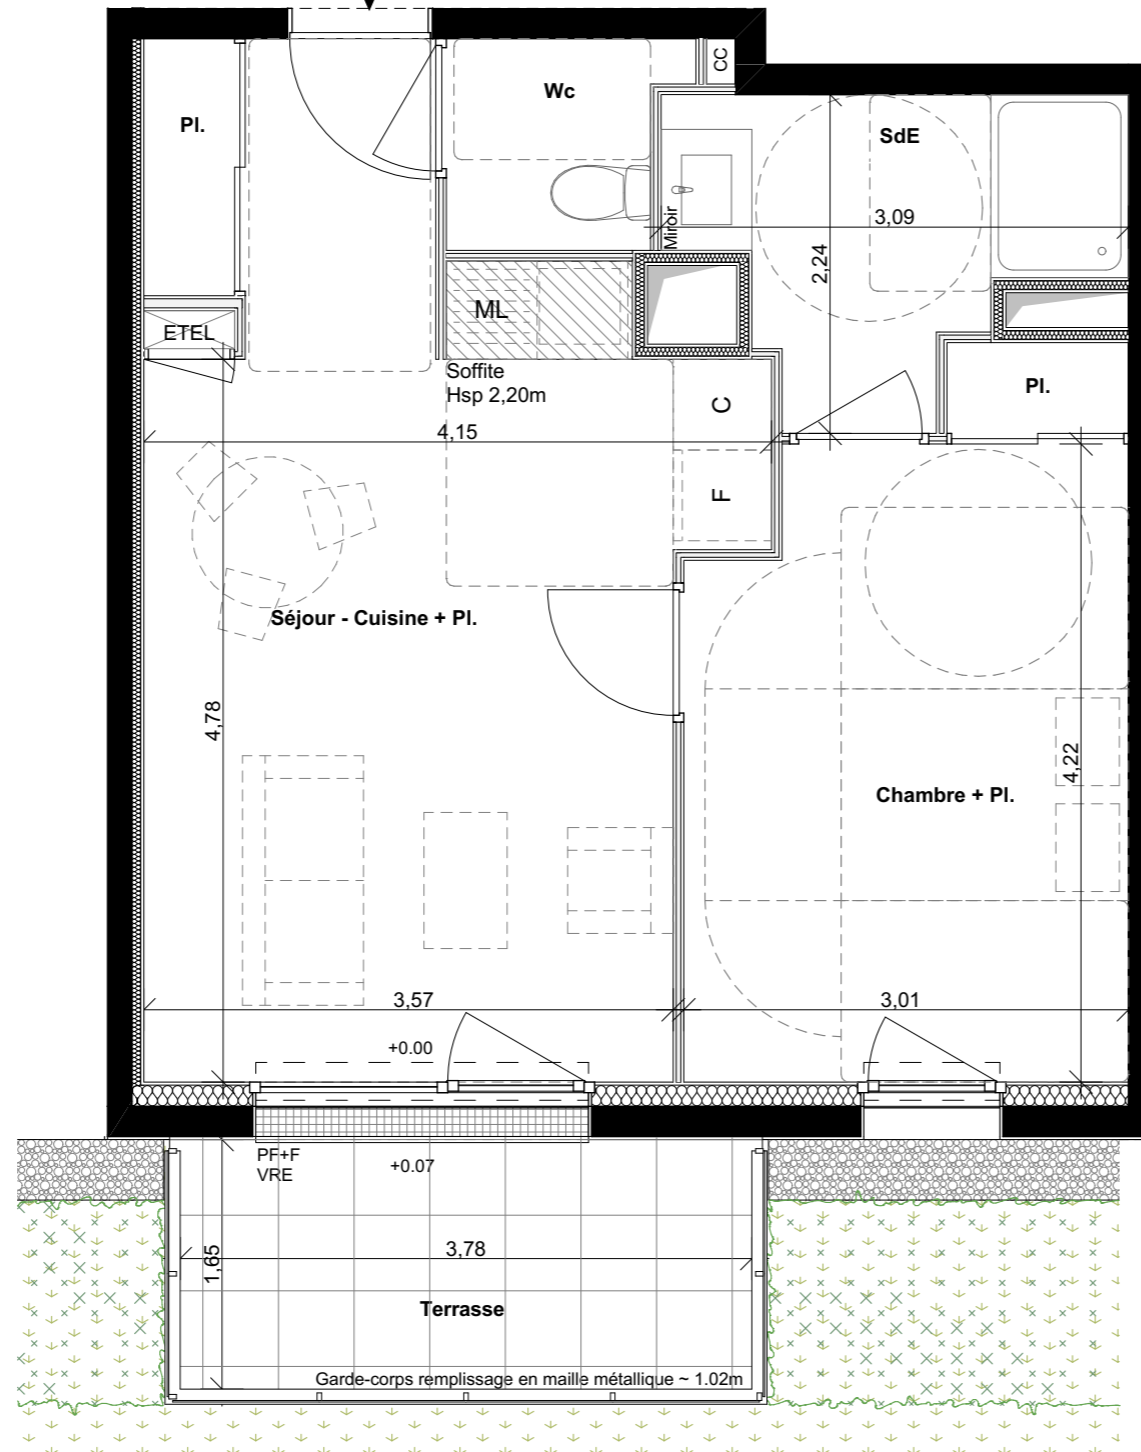 CC
Wc
Pl.
SdE
3,09
Miroir
2,24
ML
ETEL
Soffite
Hsp 2,20m
Pl.
C
4,15
F
Séjour - Cuisine + Pl.
4,78
4,22
Chambre + Pl.
3,57
3,01
+0.00
PF+F
VRE
+0.07
1,65
3,78
Terrasse
Garde-corps remplissage en maille métallique ~ 1.02m